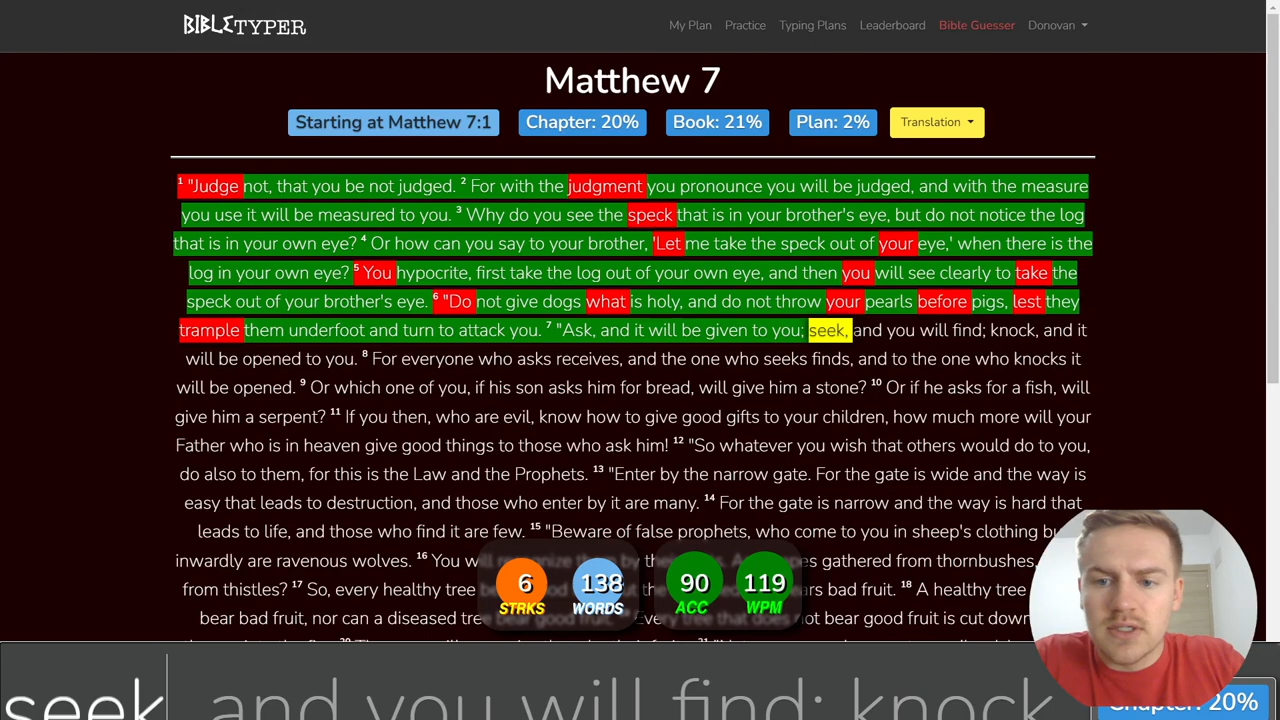 BIBLETYPER
My Plan Practice Typing Plans Leaderboard Bible Guesser Donovan
Matthew 7
Starting at Matthew 7:1 Chapter: 20% Book: 21% Plan: 2% Translation
1 "Judge not, that you be not judged. 2 For with the judgment you pronounce you will be judged, and with the measure
you use it will be measured to you. 3 Why do you see the speck that is in your brother's eye, but do not notice the log
that is in your own eye? 4 Or how can you say to your brother, 'Let me take the speck out of your eye,' when there is the
log in your own eye? 5 You hypocrite, first take the log out of your own eye, and then you will see clearly to take the
speck out of your brother's eye. 6 "Do not give dogs what is holy, and do not throw your pearls before pigs, lest they
trample them underfoot and turn to attack you. 7 "Ask, and it will be given to you; seek, and you will find; knock, and it
will be opened to you. 8 For everyone who asks receives, and the one who seeks finds, and to the one who knocks it
will be opened. 9 Or which one of you, if his son asks him for bread, will give him a stone? 10 Or if he asks for a fish, will
give him a serpent? 11 If you then, who are evil, know how to give good gifts to your children, how much more will your
Father who is in heaven give good things to those who ask him! 12 "So whatever you wish that others would do to you,
do also to them, for this is the Law and the Prophets. 13 "Enter by the narrow gate. For the gate is wide and the way is
easy that leads to destruction, and those who enter by it are many. 14 For the gate is narrow and the way is hard that
leads to life, and those who find it are few. 15 "Beware of false prophets, who come to you in sheep's clothing
inwardly are ravenous wolves. 16 You gathered from thornbushes,
from thistles? 17 So, every healthy tree bad fruit. 18 A healthy tree
bear bad fruit, nor can a diseased tree bear good fruit. Every tree that does not bear good fruit is cut down
6 STRKS 138 WORDS 90 ACC 119 WPM
seek and you will find; knock Chapter: 20%